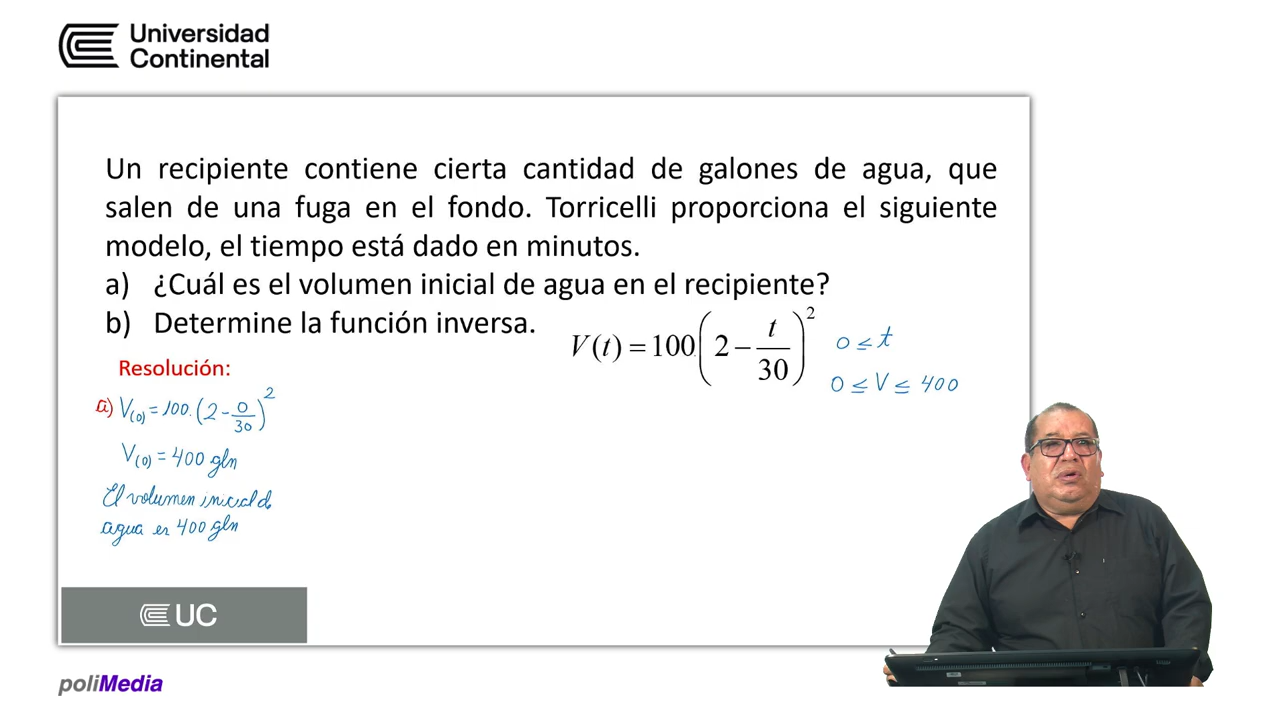 Universidad
Continental
Un recipiente contiene cierta cantidad de galones de agua, que
salen de una fuga en el fondo. Torricelli proporciona el siguiente
modelo, el tiempo está dado en minutos.
a) ¿Cuál es el volumen inicial de agua en el recipiente?
b) Determine la función inversa.
V(t) = 100(2 − t/30)²
0 ≤ t
0 ≤ V ≤ 400
Resolución:
a) V(0) = 100.(2 − 0/30)²
V(0) = 400 gln
El volumen inicial d
agua es 400 gln
UC
poliMedia